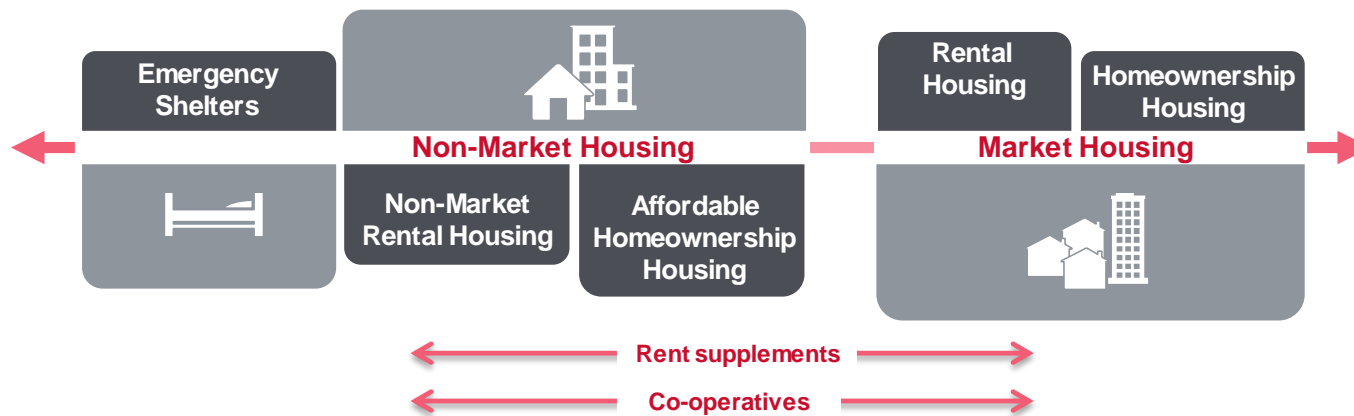 Emergency
Shelters
Non-Market Housing
Non-Market
Rental Housing
Affordable
Homeownership
Housing
Rental
Housing
Homeownership
Housing
Market Housing
Rent supplements
Co-operatives